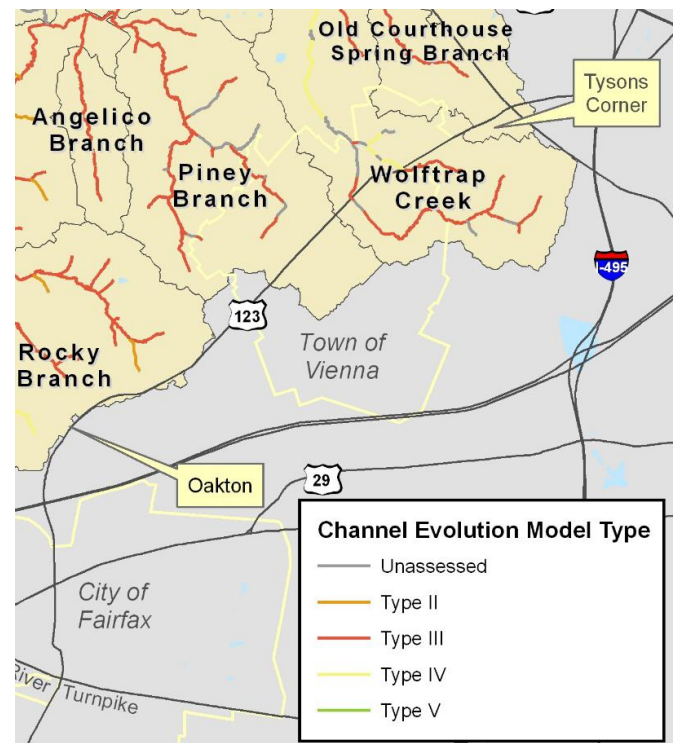 Old Courthouse
Spring Branch
Tysons
Corner
Angelico
Branch
Piney
Branch
Wolftrap
Creek
I-495
123
Town of
Vienna
Rocky
Branch
Oakton
29
City of
Fairfax
River Turnpike
Channel Evolution Model Type
Unassessed
Type II
Type III
Type IV
Type V